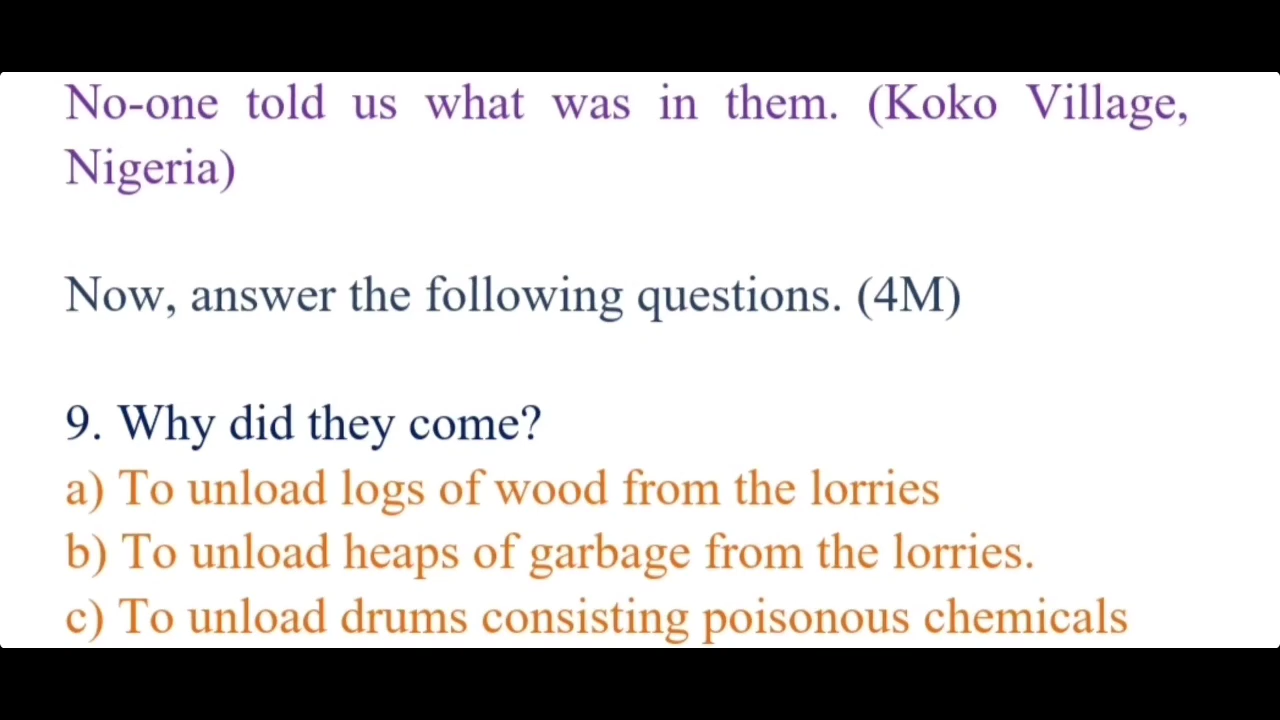 No-one told us what was in them. (Koko Village,
Nigeria)
Now, answer the following questions. (4M)
9. Why did they come?
a) To unload logs of wood from the lorries
b) To unload heaps of garbage from the lorries.
c) To unload drums consisting poisonous chemicals